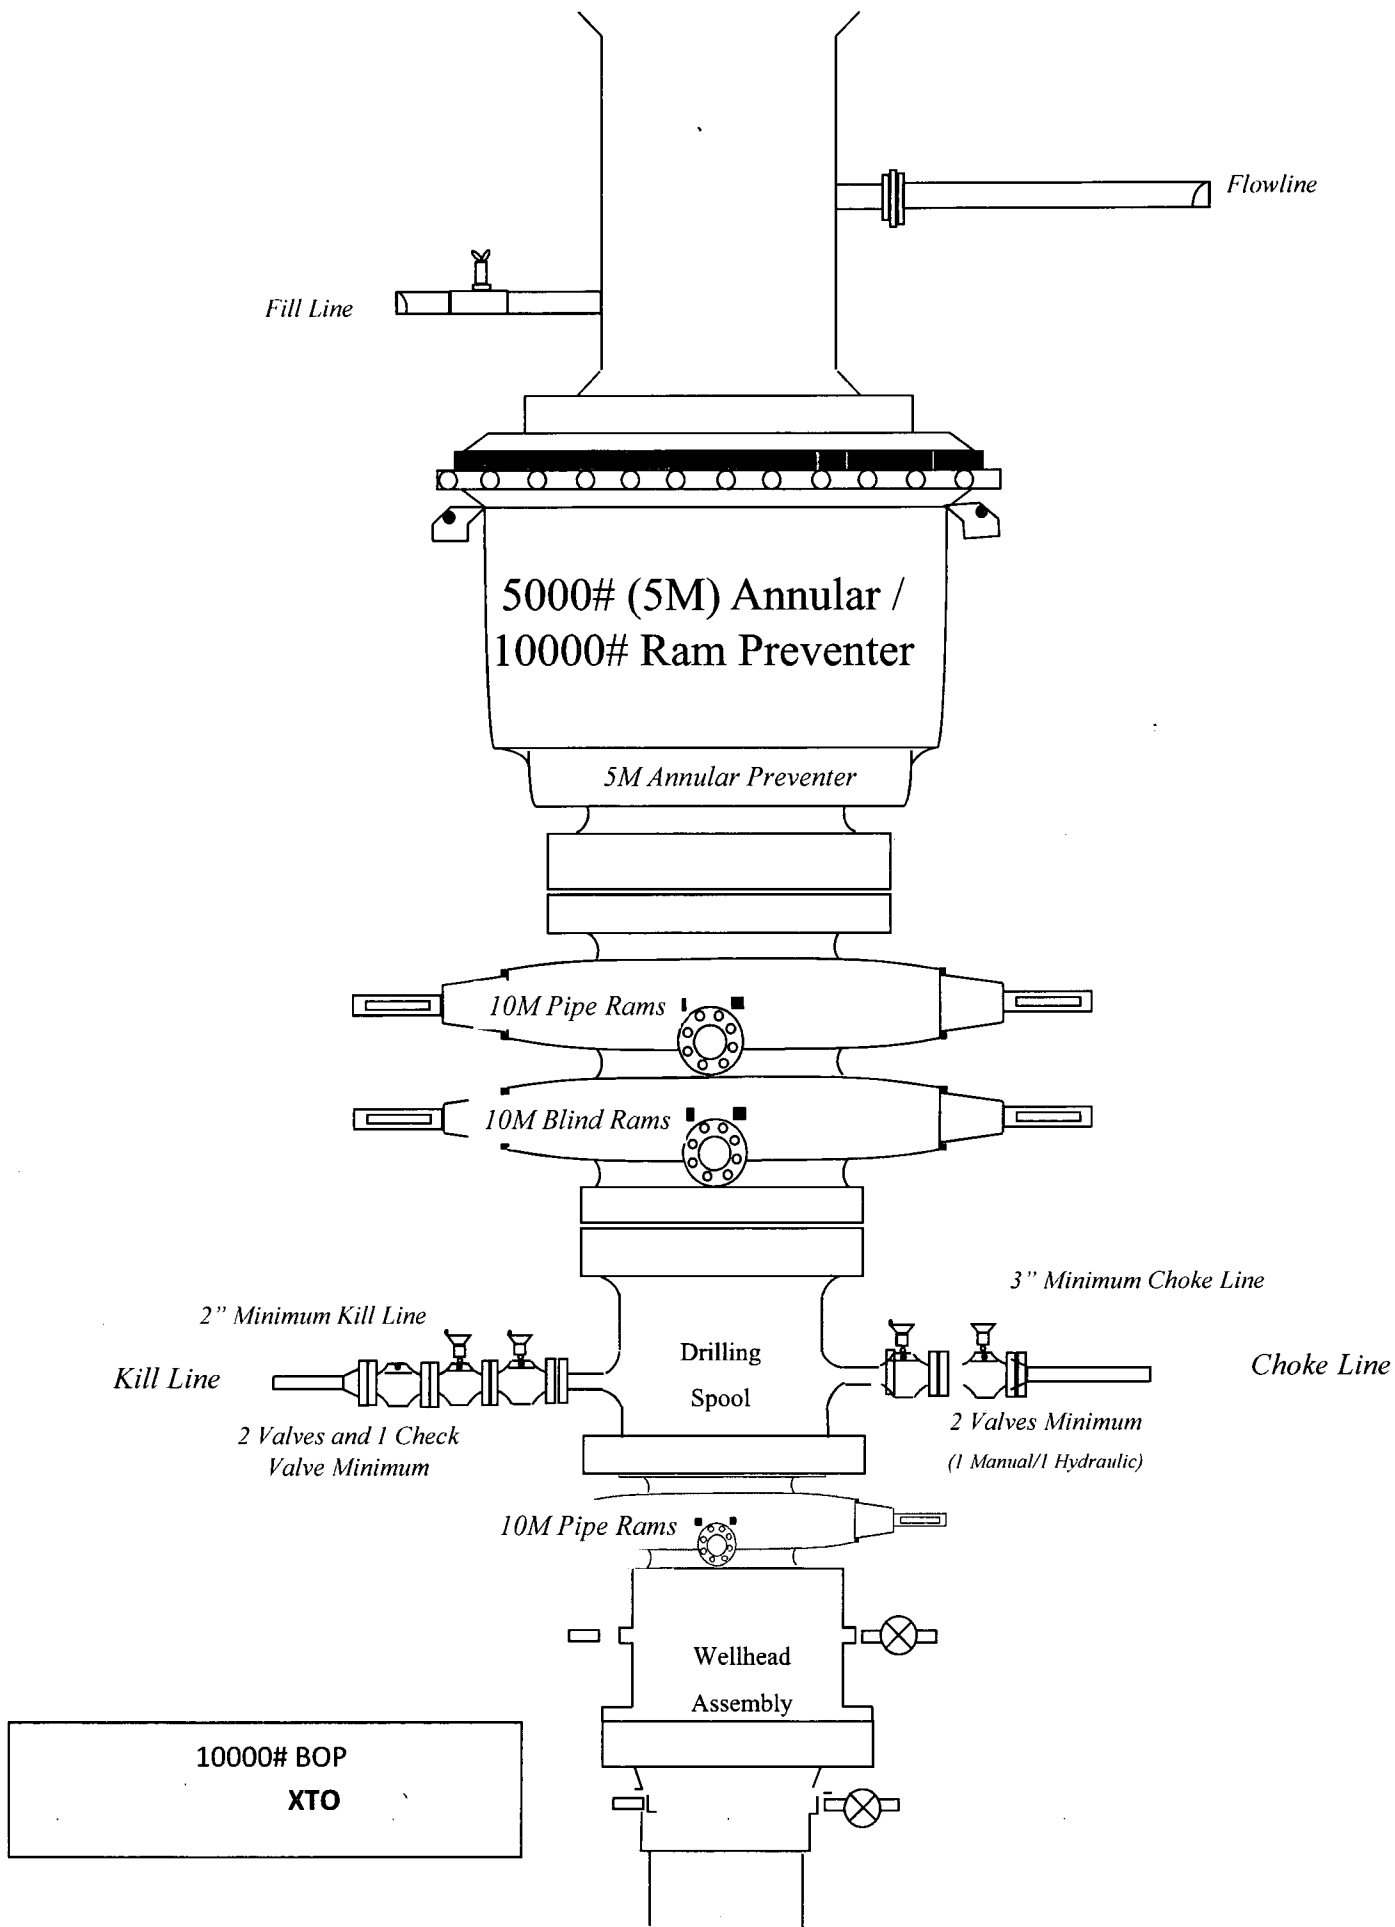 Flowline
Fill Line
5000# (5M) Annular /
10000# Ram Preventer
5M Annular Preventer
10M Pipe Rams
10M Blind Rams
3” Minimum Choke Line
2” Minimum Kill Line
Drilling
Spool
Kill Line
Choke Line
2 Valves and 1 Check
Valve Minimum
2 Valves Minimum
(1 Manual/1 Hydraulic)
10M Pipe Rams
Wellhead
Assembly
10000# BOP
XTO